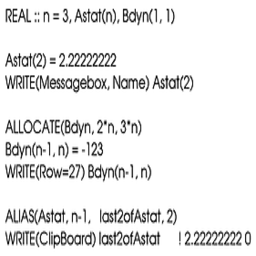 REAL :: n = 3, Astat(n), Bdyn(1, 1)
Astat(2) = 2.22222222
WRITE(Messagebox, Name) Astat(2)
ALLOCATE(Bdyn, 2*n, 3*n)
Bdyn(n-1, n) = -123
WRITE(Row=27) Bdyn(n-1, n)
ALIAS(Astat, n-1, last2ofAstat, 2)
WRITE(ClipBoard) last2ofAstat ! 2.22222222 0